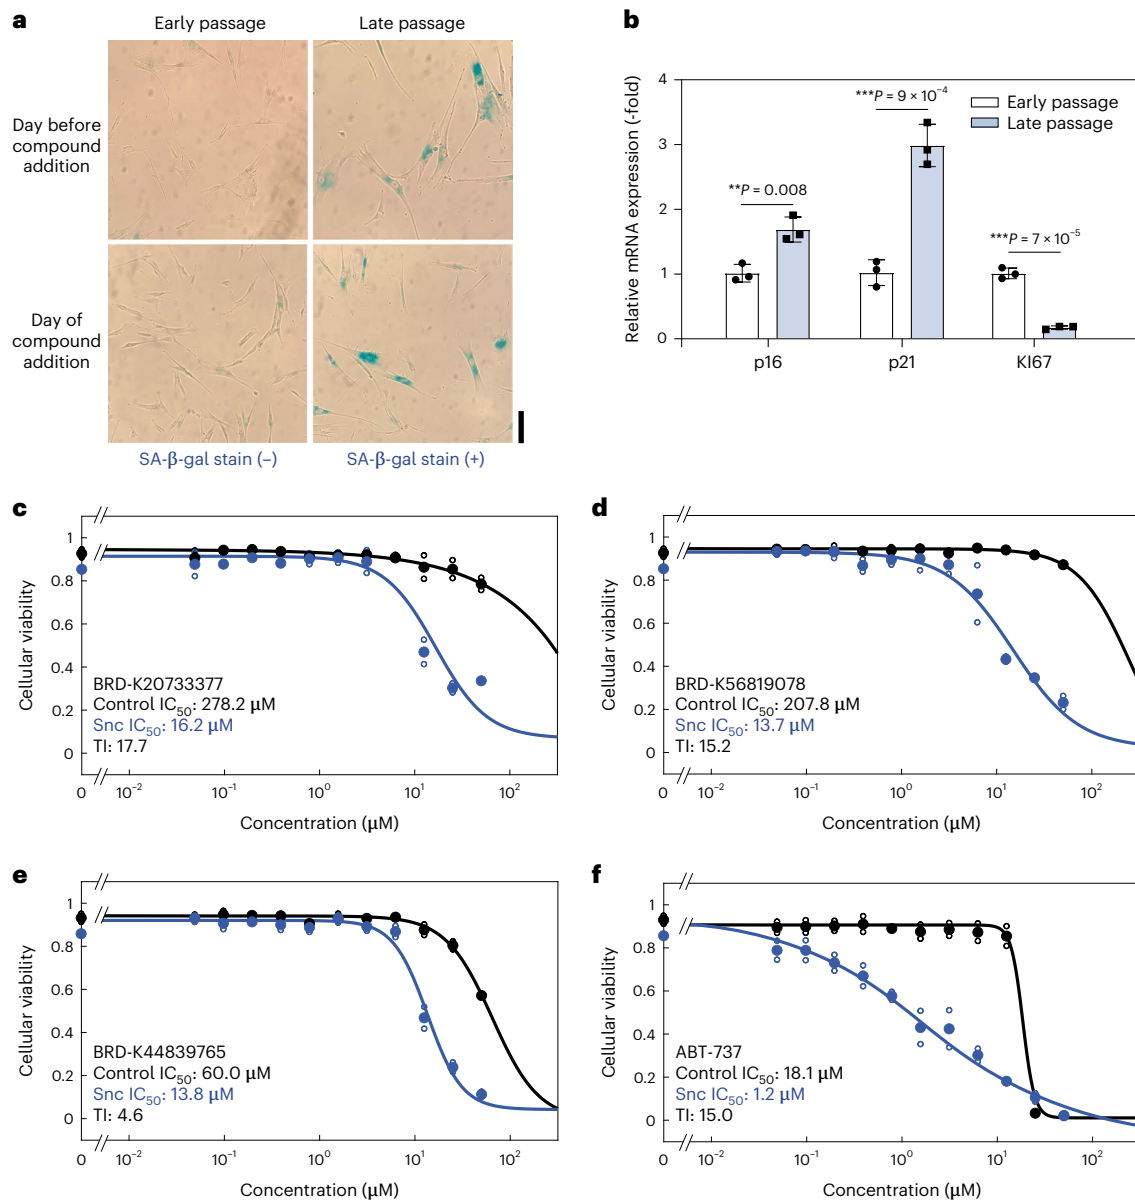 a
Early passage
Late passage
Day before
compound
addition
Day of
compound
addition
SA-β-gal stain (–)
SA-β-gal stain (+)
b
Relative mRNA expression (-fold)
4
3
2
1
0
**P = 0.008
***P = 9 × 10⁻⁴
***P = 7 × 10⁻⁵
Early passage
Late passage
p16
p21
KI67
c
Cellular viability
1
0.8
0.6
0.4
0.2
0
BRD-K20733377
Control IC₅₀: 278.2 μM
Snc IC₅₀: 16.2 μM
TI: 17.7
0 10⁻² 10⁻¹ 10⁰ 10¹ 10²
Concentration (μM)
d
Cellular viability
1
0.8
0.6
0.4
0.2
0
BRD-K56819078
Control IC₅₀: 207.8 μM
Snc IC₅₀: 13.7 μM
TI: 15.2
0 10⁻² 10⁻¹ 10⁰ 10¹ 10²
Concentration (μM)
e
Cellular viability
1
0.8
0.6
0.4
0.2
0
BRD-K44839765
Control IC₅₀: 60.0 μM
Snc IC₅₀: 13.8 μM
TI: 4.6
0 10⁻² 10⁻¹ 10⁰ 10¹ 10²
Concentration (μM)
f
Cellular viability
1
0.8
0.6
0.4
0.2
0
ABT-737
Control IC₅₀: 18.1 μM
Snc IC₅₀: 1.2 μM
TI: 15.0
0 10⁻² 10⁻¹ 10⁰ 10¹ 10²
Concentration (μM)